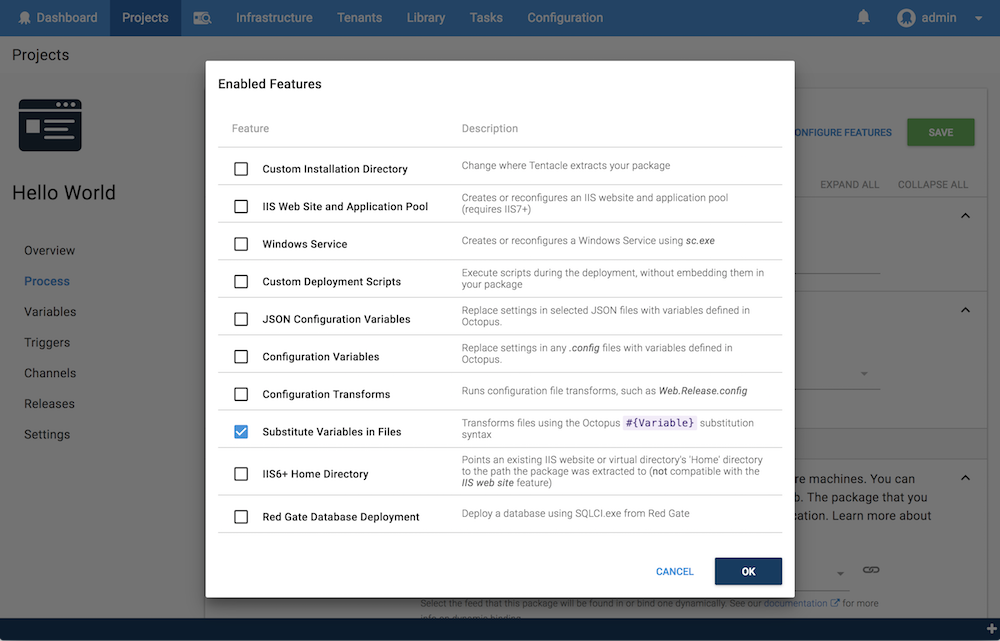 Dashboard Projects Infrastructure Tenants Library Tasks Configuration admin
Projects
Hello World
Overview
Process
Variables
Triggers
Channels
Releases
Settings
CONFIGURE FEATURES SAVE
EXPAND ALL COLLAPSE ALL
Enabled Features
Feature Description
Custom Installation Directory Change where Tentacle extracts your package
IIS Web Site and Application Pool Creates or reconfigures an IIS website and application pool
(requires IIS7+)
Windows Service Creates or reconfigures a Windows Service using sc.exe
Custom Deployment Scripts Execute scripts during the deployment, without embedding them in
your package
JSON Configuration Variables Replace settings in selected JSON files with variables defined in
Octopus.
Configuration Variables Replace settings in any .config files with variables defined in
Octopus.
Configuration Transforms Runs configuration file transforms, such as Web.Release.config
Substitute Variables in Files Transforms files using the Octopus #{Variable} substitution
syntax
IIS6+ Home Directory Points an existing IIS website or virtual directory's 'Home' directory
to the path the package was extracted to (not compatible with the
IIS web site feature)
Red Gate Database Deployment Deploy a database using SQLCI.exe from Red Gate
CANCEL OK
machines. You can
The package that you
Learn more about
Select the feed that this package will be found in or bind one dynamically. See our documentation for more
info on dynamic binding.